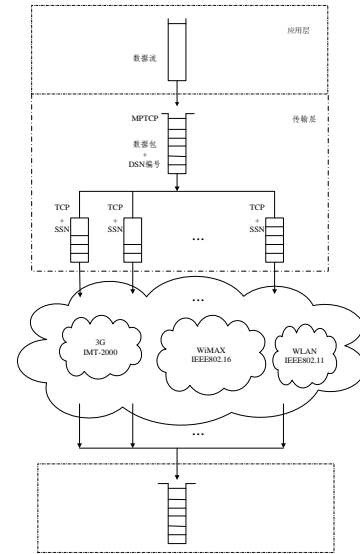 应用层
数据流
MPTCP
传输层
数据包
+
DSN编号
TCP
+
SSN
TCP
+
SSN
...
TCP
+
SSN
...
3G
IMT-2000
WiMAX
IEEE802.16
WLAN
IEEE802.11
...